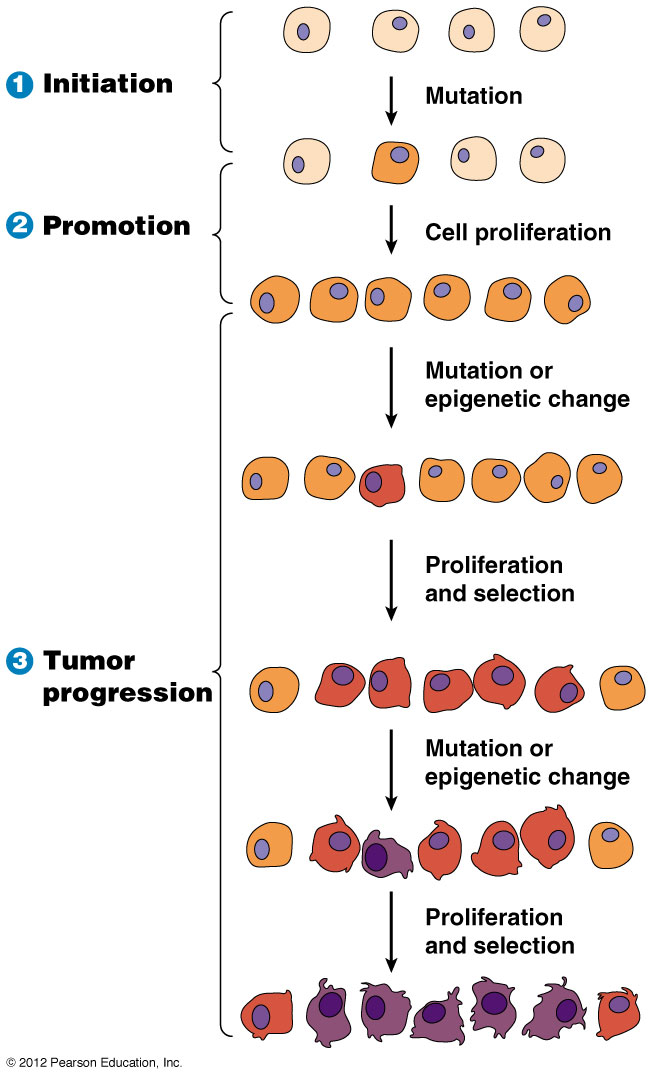 1 Initiation
Mutation
2 Promotion
Cell proliferation
Mutation or
epigenetic change
Proliferation
and selection
3 Tumor
progression
Mutation or
epigenetic change
Proliferation
and selection
© 2012 Pearson Education, Inc.